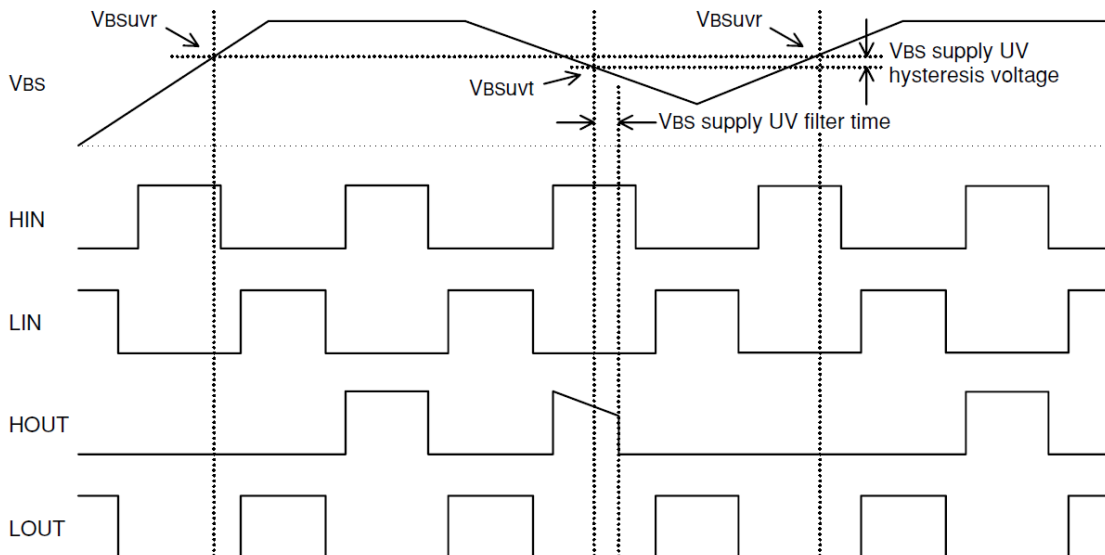 VBSuvr
VBSuvr
VBS supply UV
hysteresis voltage
VBS
VBSuvt
VBS supply UV filter time
HIN
LIN
HOUT
LOUT